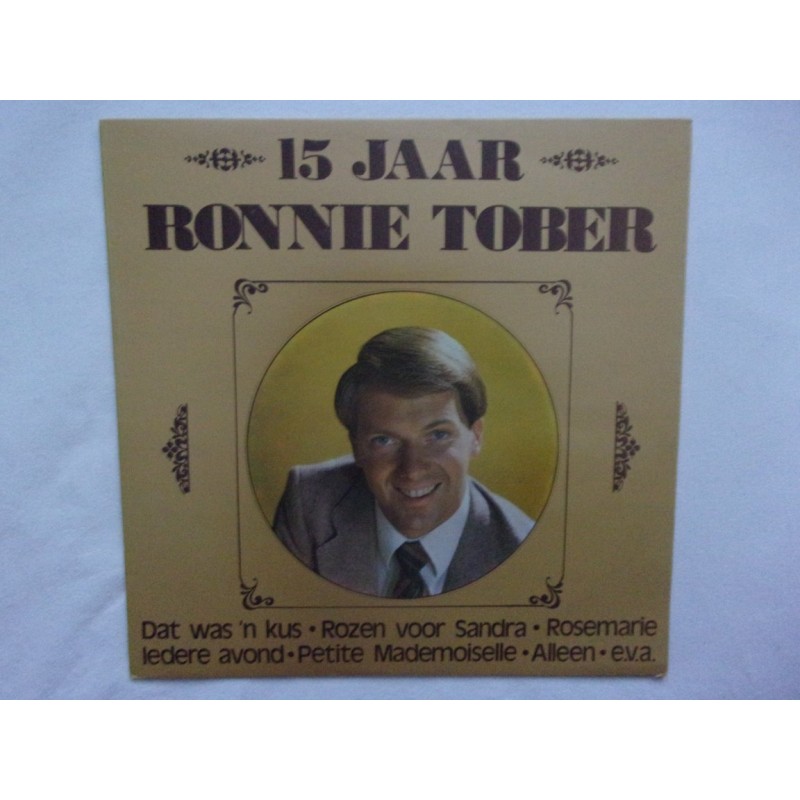 15 JAAR
RONNIE TOBER
Dat was 'n kus • Rozen voor Sandra • Rosemarie
Iedere avond • Petite Mademoiselle • Alleen • e.v.a.